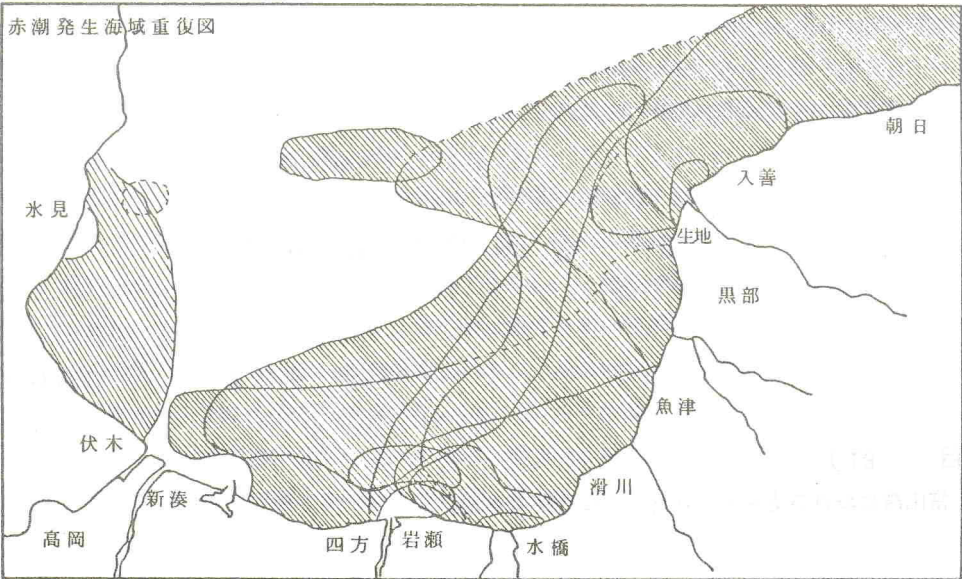 赤潮発生海域重復図
朝日
入善
氷見
生地
黒部
魚津
伏木
滑川
新湊
高岡
四方
岩瀬
水橋